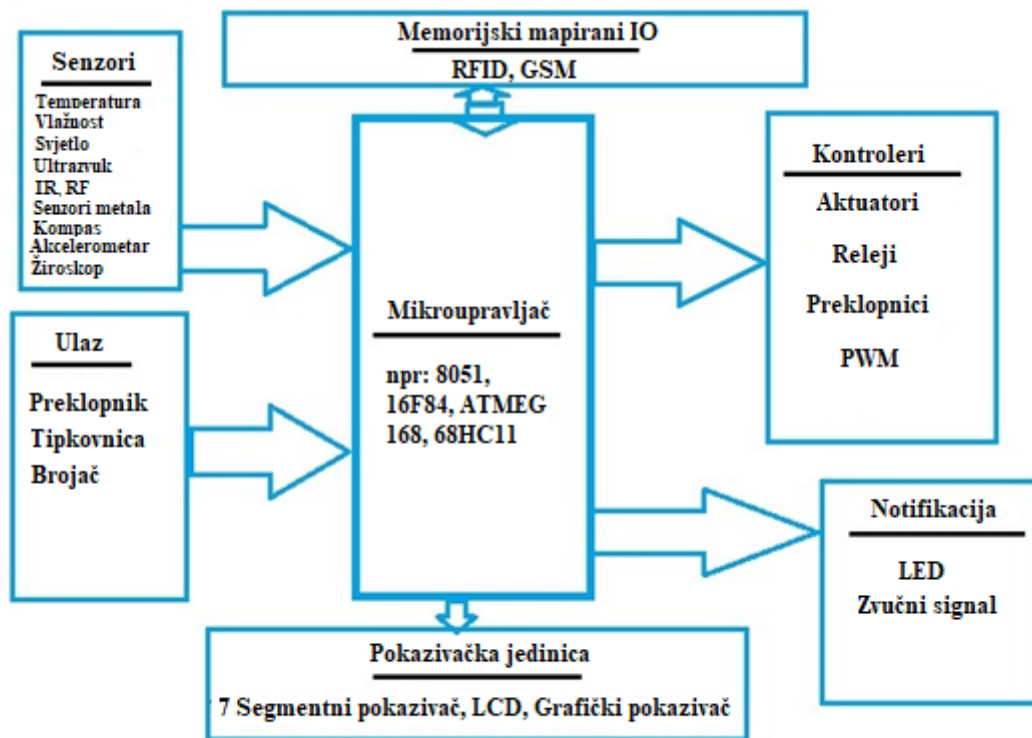 Memorijski mapirani IO
RFID, GSM
Senzori
Temperatura
Vlažnost
Svjetlo
Ultrazvuk
IR, RF
Senzori metala
Kompas
Akcelerometar
Žiroskop
Ulaz
Preklopnik
Tipkovnica
Brojač
Mikroupravljač
npr: 8051,
16F84, ATMEG
168, 68HC11
Kontroleri
Aktuatori
Releji
Preklopnici
PWM
Notifikacija
LED
Zvučni signal
Pokazivačka jedinica
7 Segmentni pokazivač, LCD, Grafički pokazivač